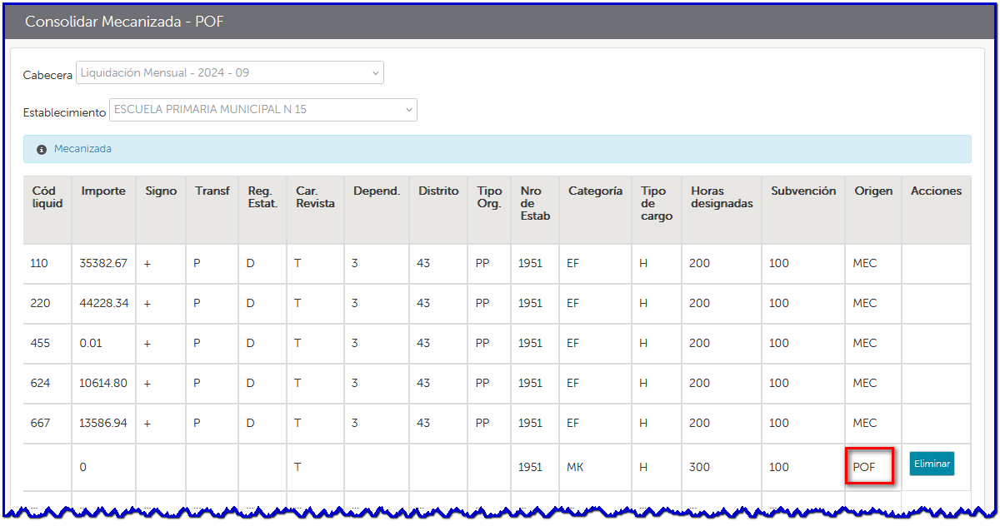 Consolidar Mecanizada - POF
Cabecera Liquidación Mensual - 2024 - 09
Establecimiento ESCUELA PRIMARIA MUNICIPAL N 15
Mecanizada
Cód liquid Importe Signo Transf Reg. Estat. Car. Revista Depend. Distrito Tipo Org. Nro de Estab Categoría Tipo de cargo Horas designadas Subvención Origen Acciones
110 35382.67 + P D T 3 43 PP 1951 EF H 200 100 MEC
220 44228.34 + P D T 3 43 PP 1951 EF H 200 100 MEC
455 0.01 + P D T 3 43 PP 1951 EF H 200 100 MEC
624 10614.80 + P D T 3 43 PP 1951 EF H 200 100 MEC
667 13586.94 + P D T 3 43 PP 1951 EF H 200 100 MEC
0 T 1951 MK H 300 100 POF Eliminar